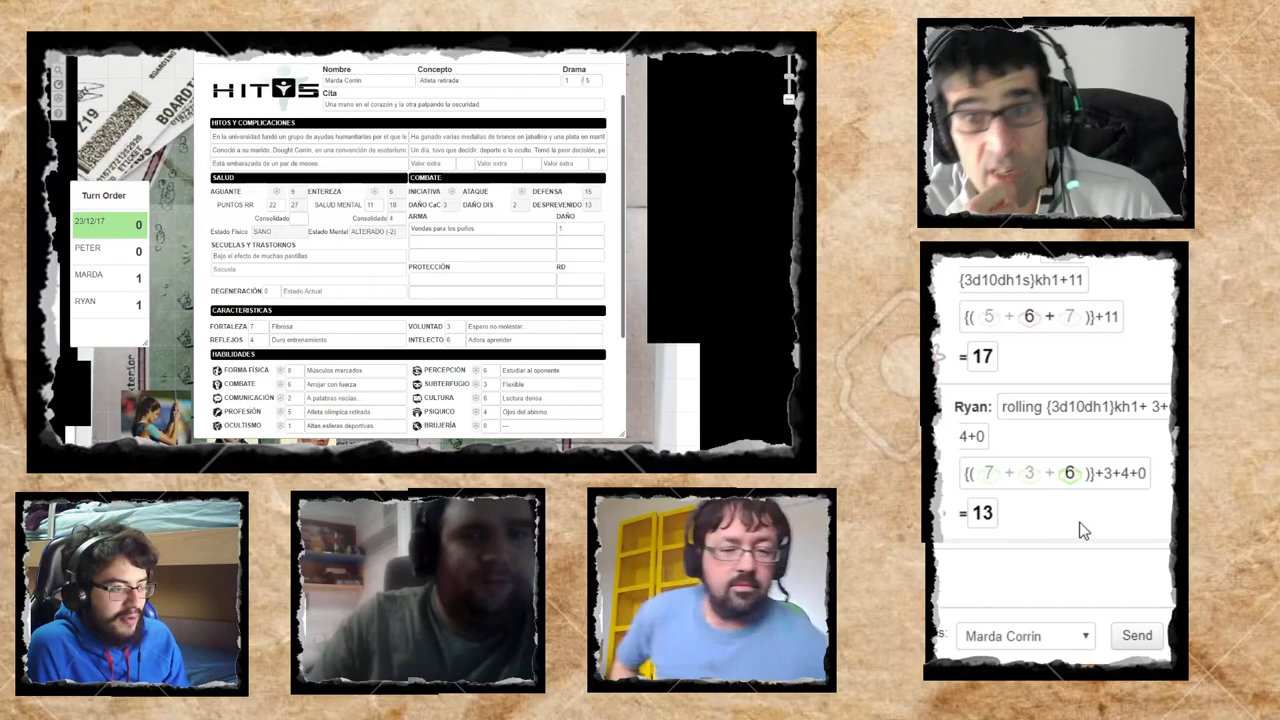 Z19
BOARDI
Turn Order
23/12/17 0
PETER 0
MARDA 1
RYAN 1
HITOS
Nombre Concepto Drama
Marda Corrin Atleta retirada 1 / 5
Cita
Una mano en el corazón y la otra palpando la oscuridad.
HITOS Y COMPLICACIONES
En la universidad fundó un grupo de ayudas humanitarias por el que le Ha ganado varias medallas de bronce en jabalina y una plata en martil
Conoció a su marido, Dought Corrin, en una convención de esoterismo Un día, tuvo que decidir, deporte o lo oculto. Tomó la peor decisión, pe
Está embarazada de un par de meses. Valor extra Valor extra Valor extra
SALUD COMBATE
AGUANTE 9 ENTEREZA 6 INICIATIVA ATAQUE DEFENSA 15
PUNTOS RR 22 27 SALUD MENTAL 11 18 DAÑO CaC 3 DAÑO DIS 2 DESPREVENIDO 13
Consolidado Consolidado 4 ARMA DAÑO
Estado Físico SANO Estado Mental ALTERADO (-2) Vendas para los puños 1
SECUELAS Y TRASTORNOS
Bajo el efecto de muchas pastillas
Secuela PROTECCIÓN RD
DEGENERACIÓN 0 Estado Actual
CARACTERISTICAS
FORTALEZA 7 Fibrosa VOLUNTAD 3 Espero no molestar...
REFLEJOS 4 Duro entrenamiento INTELECTO 6 Adora aprender
HABILIDADES
FORMA FÍSICA 8 Músculos marcados PERCEPCIÓN 6 Estudiar al oponente
COMBATE 6 Arrojar con fuerza SUBTERFUGIO 3 Flexible
COMUNICACIÓN 2 A palabras necias... CULTURA 6 Lectura densa
PROFESIÓN 5 Atleta olímpica retirada PSIQUICO 4 Ojos del abismo
OCULTISMO 1 Altas esferas deportivas. BRUJERÍA 0 ---
{3d10dh1s}kh1+11
{( 5 + 6 + 7 )}+11
= 17
Ryan: rolling {3d10dh1}kh1+ 3+
4+0
{( 7 + 3 + 6 )}+3+4+0
= 13
s: Marda Corrin Send